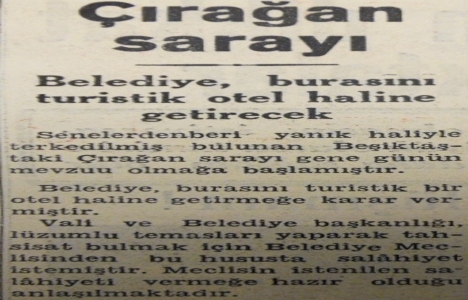 Çırağan
sarayı
Belediye, burasını
turistik otel haline
getirecek
Senelerdenberi yanık haliyle
terkedilmiş bulunan Beşiktaş-
taki Çırağan sarayı gene günün
mevzuu olmağa başlamıştır.
Belediye, burasını turistik bir
otel haline getirmeğe karar ver-
miştir.
Vali ve Belediye başkanlığı,
lüzumlu temasları yaparak tah-
sisat bulmak için Belediye Mec-
lisinden bu hususta salâhiyet
istemiştir. Meclisin istenilen sa-
lâhiyeti vermeğe hazır olduğu
anlaşılmaktadır.